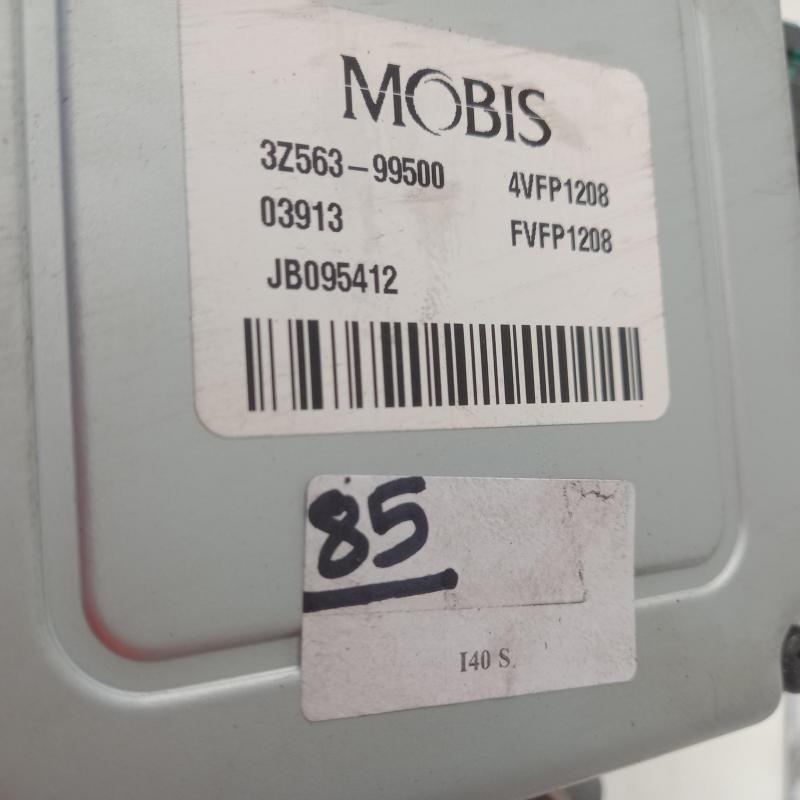 MOBIS
3Z563-99500 4VFP1208
03913 FVFP1208
JB095412
85
I40 S.